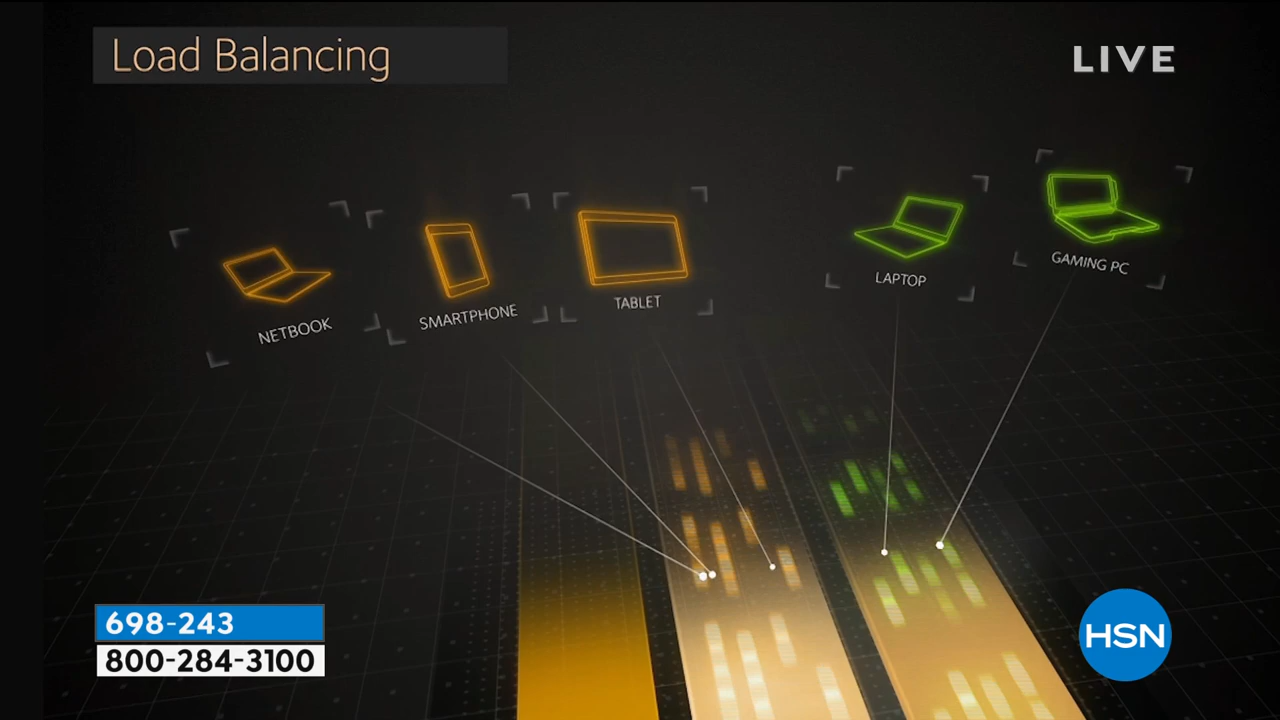 Load Balancing
LIVE
NETBOOK
SMARTPHONE
TABLET
LAPTOP
GAMING PC
698-243
800-284-3100
HSN